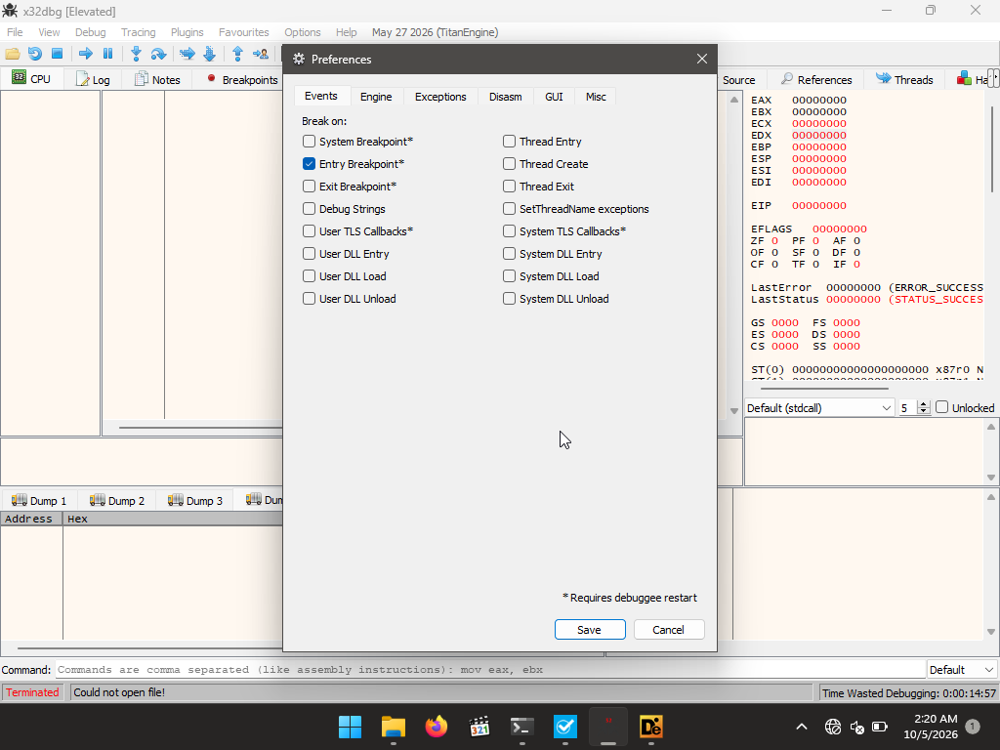 x32dbg [Elevated]
File View Debug Tracing Plugins Favourites Options Help May 27 2026 (TitanEngine)
CPU Log Notes Breakpoints Source References Threads Ha
Preferences
Events Engine Exceptions Disasm GUI Misc
Break on:
System Breakpoint* Thread Entry
Entry Breakpoint* Thread Create
Exit Breakpoint* Thread Exit
Debug Strings SetThreadName exceptions
User TLS Callbacks* System TLS Callbacks*
User DLL Entry System DLL Entry
User DLL Load System DLL Load
User DLL Unload System DLL Unload
* Requires debuggee restart
Save Cancel
EAX 00000000
EBX 00000000
ECX 00000000
EDX 00000000
EBP 00000000
ESP 00000000
ESI 00000000
EDI 00000000
EIP 00000000
EFLAGS 00000000
ZF 0 PF 0 AF 0
OF 0 SF 0 DF 0
CF 0 TF 0 IF 0
LastError 00000000 (ERROR_SUCCESS
LastStatus 00000000 (STATUS_SUCCES
GS 0000 FS 0000
ES 0000 DS 0000
CS 0000 SS 0000
ST(0) 00000000000000000000 x87r0 N
Default (stdcall) 5 Unlocked
Dump 1 Dump 2 Dump 3 Dun
Address Hex
Command: Commands are comma separated (like assembly instructions): mov eax, ebx Default
Terminated Could not open file! Time Wasted Debugging: 0:00:14:57
321
2:20 AM
10/5/2026 1